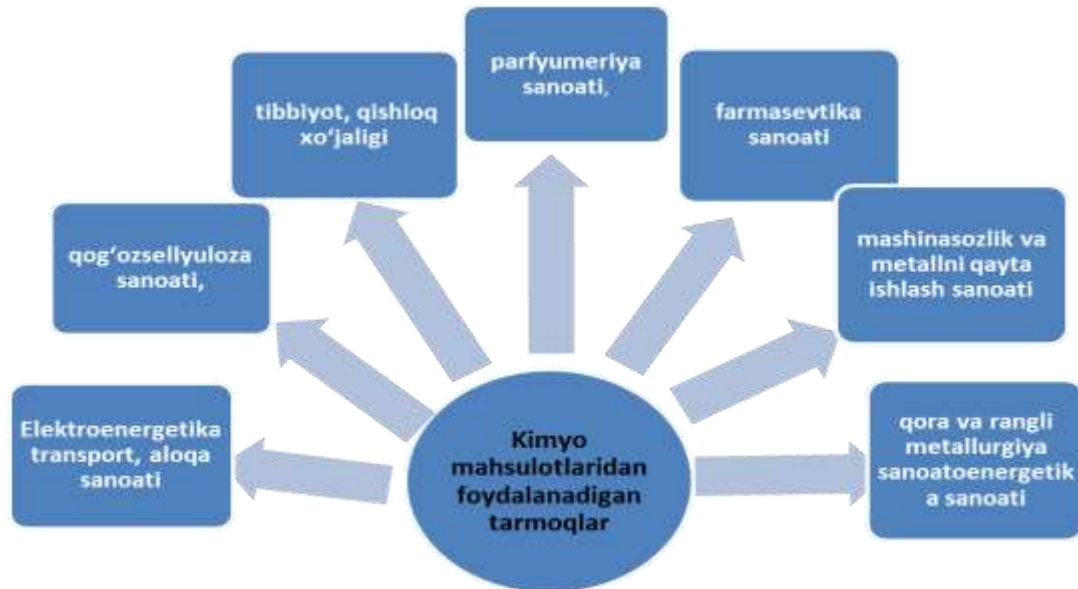 parfyumeriya
sanoati,
tibbiyot, qishloq
xo‘jaligi
farmasevtika
sanoati
qog‘ozsellyuloza
sanoati,
mashinasozlik va
metallni qayta
ishlash sanoati
Elektroenergetika
transport, aloqa
sanoati
Kimyo
mahsulotlaridan
foydalanadigan
tarmoqlar
qora va rangli
metallurgiya
sanoatoenergetik
a sanoati